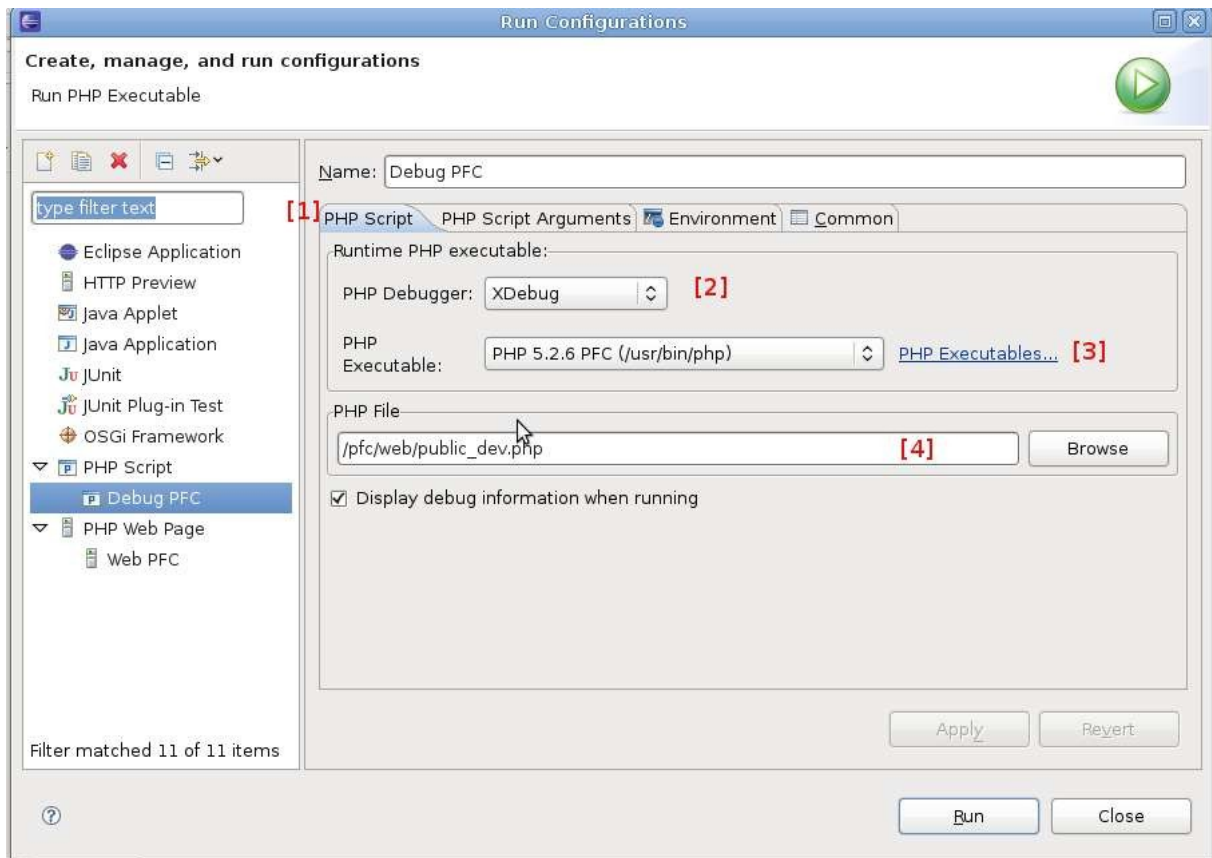 Run Configurations
Create, manage, and run configurations
Run PHP Executable
type filter text
Eclipse Application
HTTP Preview
Java Applet
Java Application
JUnit
JUnit Plug-in Test
OSGi Framework
PHP Script
Debug PFC
PHP Web Page
Web PFC
Filter matched 11 of 11 items
Name: Debug PFC
[1] PHP Script PHP Script Arguments Environment Common
Runtime PHP executable:
PHP Debugger: XDebug [2]
PHP Executable: PHP 5.2.6 PFC (/usr/bin/php) PHP Executables... [3]
PHP File
/pfc/web/public_dev.php [4] Browse
Display debug information when running
Apply Revert
? Run Close